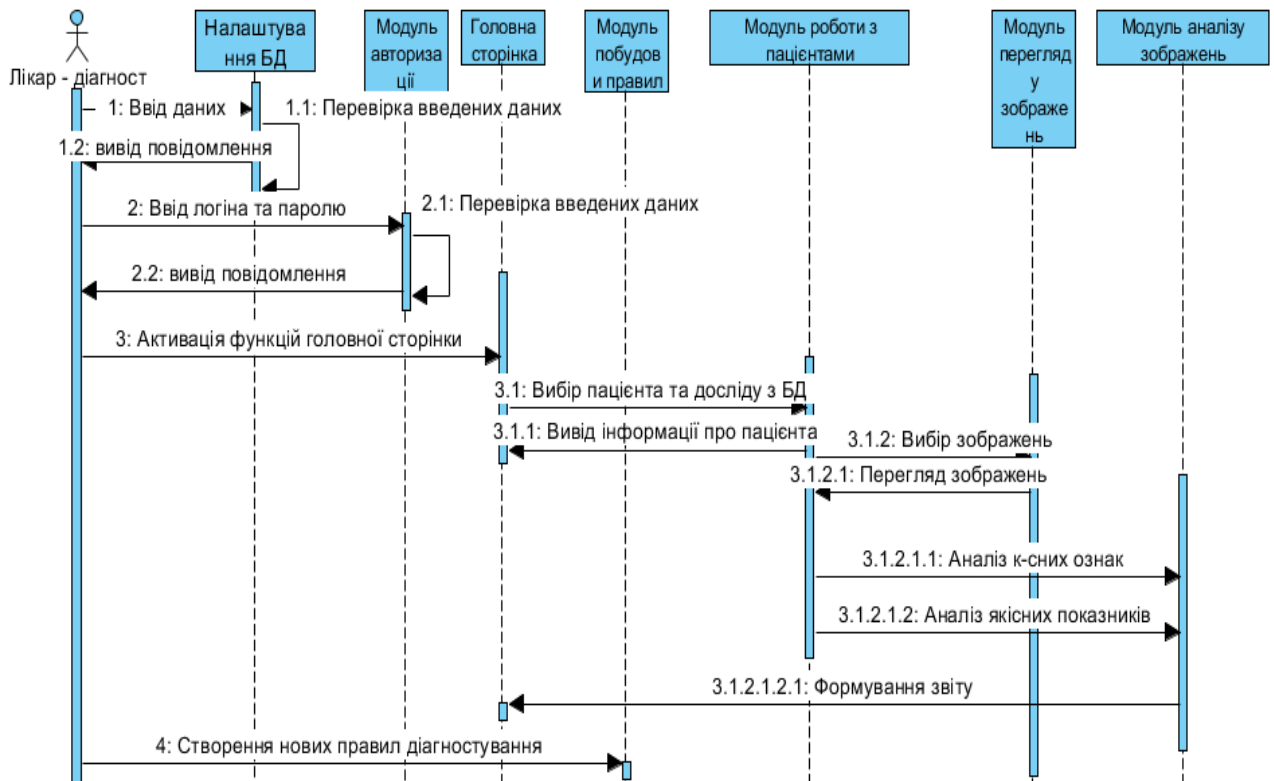 Лікар - діагност
Налаштува
ння БД
Модуль
авториза
ції
Головна
сторінка
Модуль
побудов
и правил
Модуль роботи з
пацієнтами
Модуль
перегляд
у
зображе
нь
Модуль аналізу
зображень
1: Ввід даних
1.1: Перевірка введених даних
1.2: вивід повідомлення
2: Ввід логіна та паролю
2.1: Перевірка введених даних
2.2: вивід повідомлення
3: Активація функцій головної сторінки
3.1: Вибір пацієнта та досліду з БД
3.1.1: Вивід інформації про пацієнта
3.1.2: Вибір зображень
3.1.2.1: Перегляд зображень
3.1.2.1.1: Аналіз к-сних ознак
3.1.2.1.2: Аналіз якісних показників
3.1.2.1.2.1: Формування звіту
4: Створення нових правил діагностування